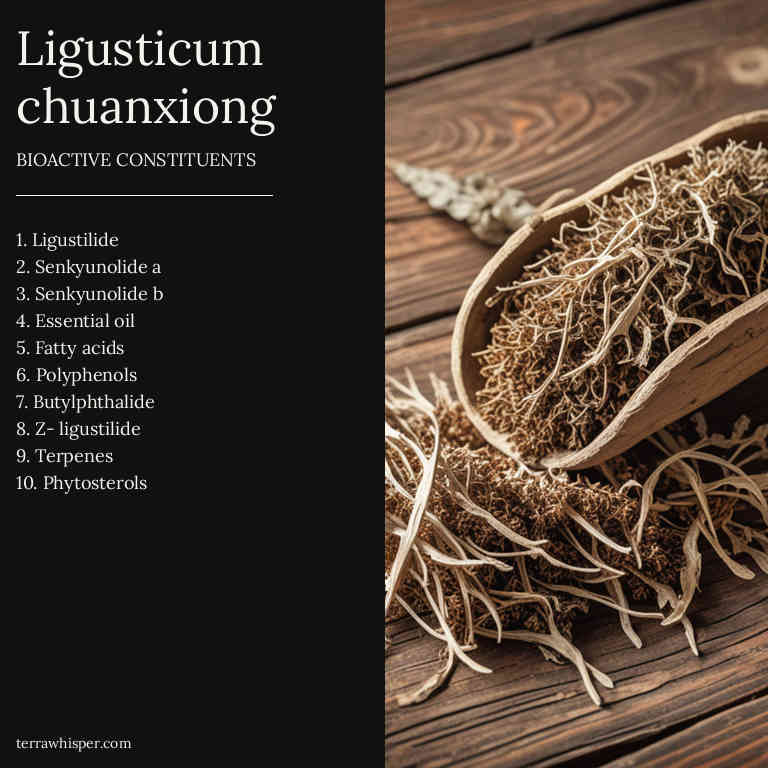 Ligusticum
chuanxiong
BIOACTIVE CONSTITUENTS
1. Ligustilide
2. Senkyunolide a
3. Senkyunolide b
4. Essential oil
5. Fatty acids
6. Polyphenols
7. Butylphthalide
8. Z- ligustilide
9. Terpenes
10. Phytosterols
terrawhisper.com